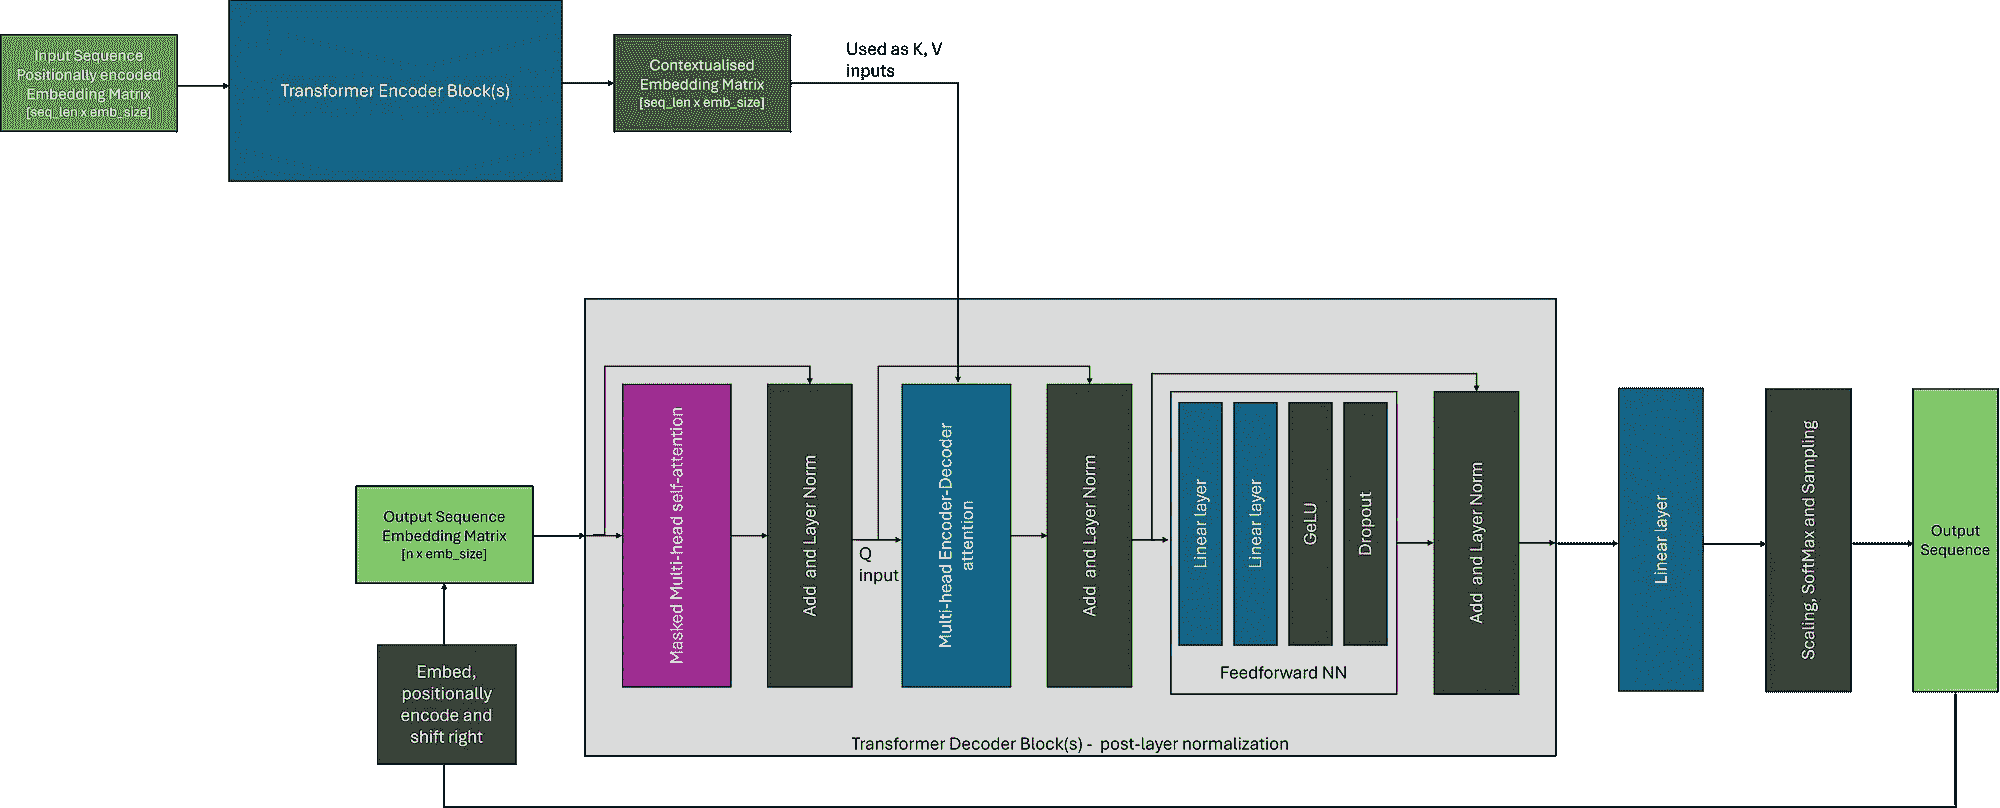 Input Sequence
Positionally encoded
Embedding Matrix
[seq_len x emb_size]
Transformer Encoder Block(s)
Contextualised
Embedding Matrix
[seq_len x emb_size]
Used as K, V
inputs
Output Sequence
Embedding Matrix
[n x emb_size]
Embed,
positionally
encode and
shift right
Masked Multi-head self-attention
Add and Layer Norm
Q
input
Multi-head Encoder-Decoder
attention
Add and Layer Norm
Linear layer
Linear layer
GeLU
Dropout
Feedforward NN
Add and Layer Norm
Transformer Decoder Block(s) - post-layer normalization
Linear layer
Scaling, SoftMax and Sampling
Output
Sequence